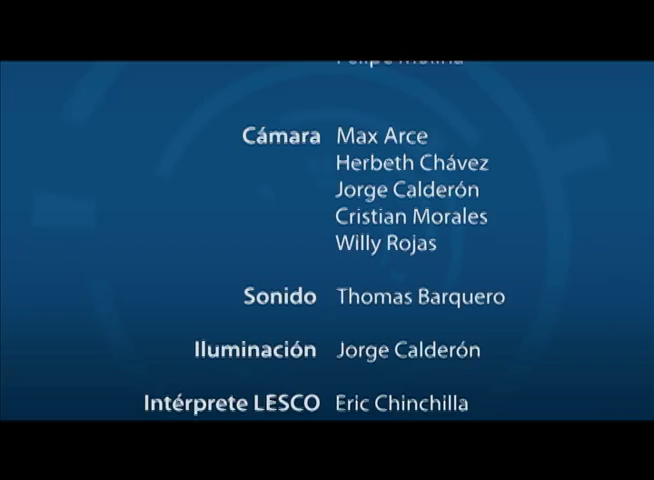 Cámara Max Arce
Herbeth Chávez
Jorge Calderón
Cristian Morales
Willy Rojas
Sonido Thomas Barquero
Iluminación Jorge Calderón
Intérprete LESCO Eric Chinchilla